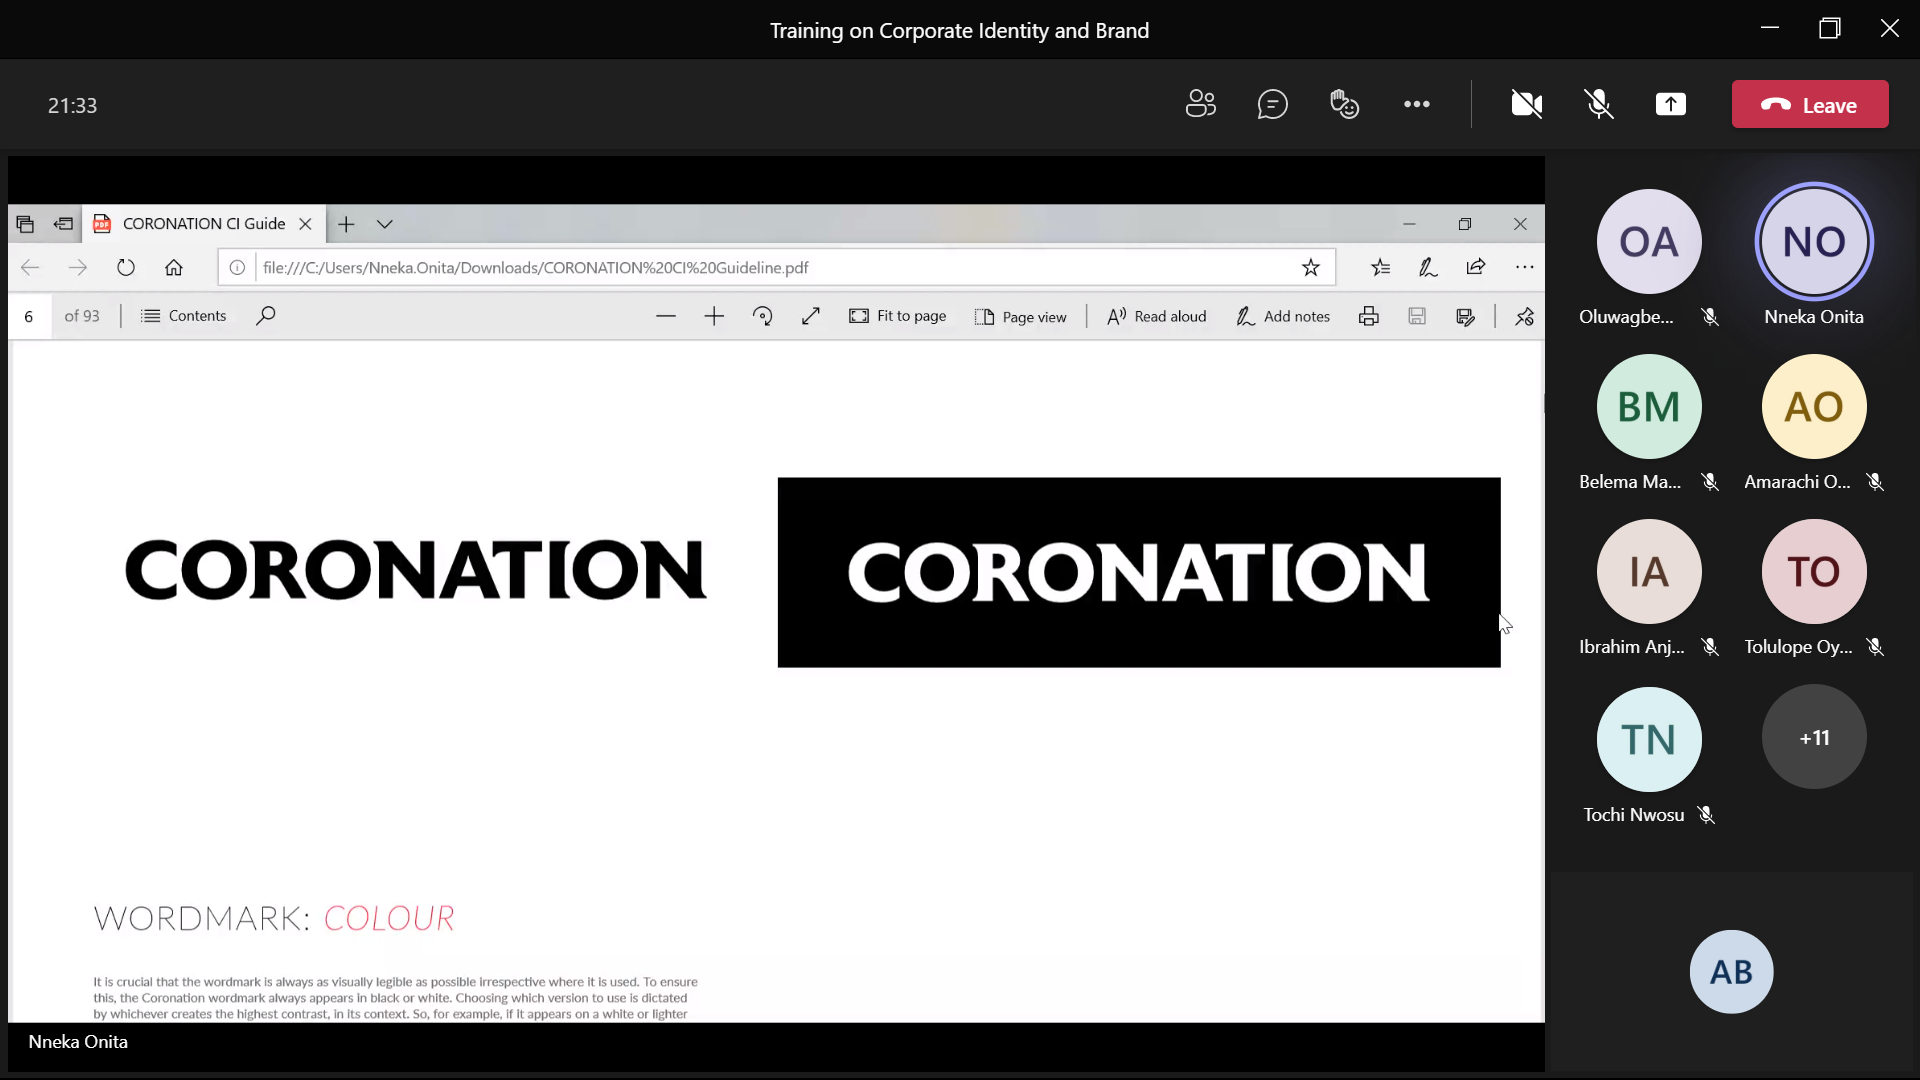 Training on Corporate Identity and Brand
21:33
Leave
CORONATION CI Guide
file:///C:/Users/Nneka.Onita/Downloads/CORONATION%20CI%20Guideline.pdf
6 of 93 Contents Fit to page Page view Read aloud Add notes
CORONATION
CORONATION
WORDMARK: COLOUR
It is crucial that the wordmark is always as visually legible as possible irrespective where it is used. To ensure
this, the Coronation wordmark always appears in black or white. Choosing which version to use is dictated
by whichever creates the highest contrast, in its context. So, for example, if it appears on a white or lighter
Nneka Onita
OA
Oluwagbe...
NO
Nneka Onita
BM
Belema Ma...
AO
Amarachi O...
IA
Ibrahim Anj...
TO
Tolulope Oy...
TN
Tochi Nwosu
+11
AB